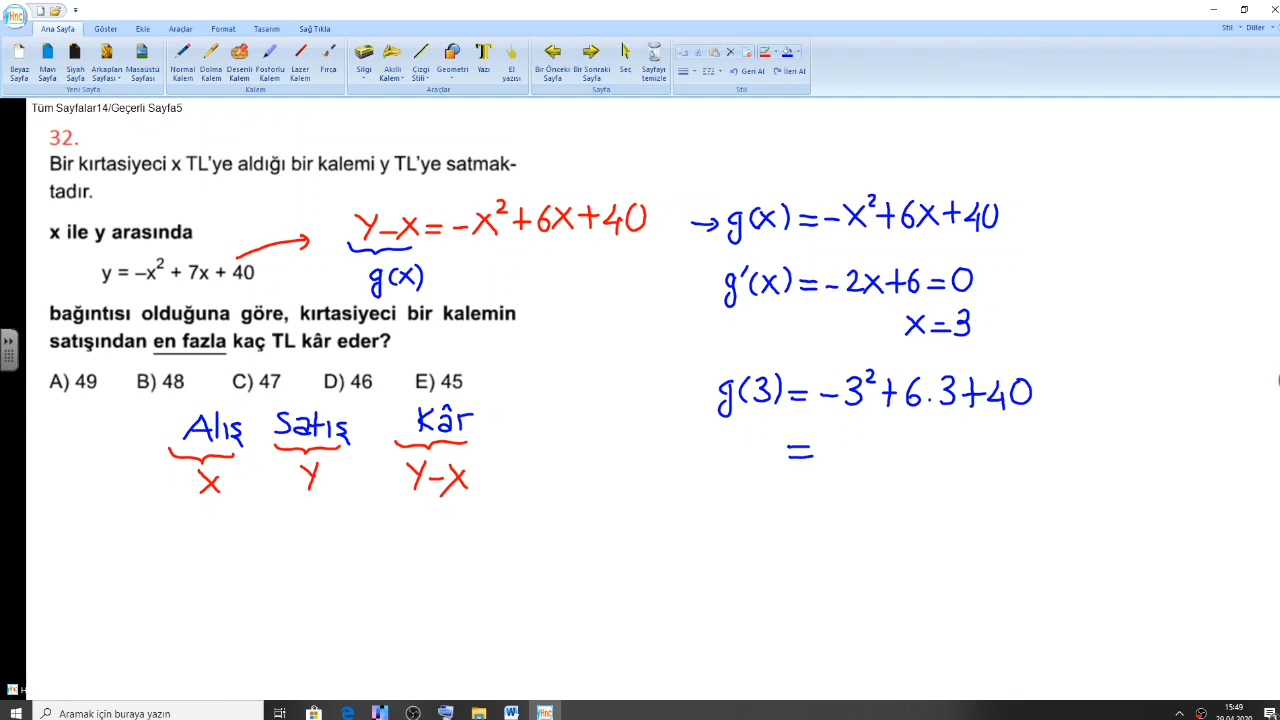 Ana Sayfa Göster Ekle Araçlar Format Tasarım Sağ Tıkla
Stil Diller
Beyaz Sayfa
Mavi Sayfa
Siyah Sayfa
Arkaplan Sayfası
Masaüstü Sayfası
Yeni Sayfa
Normal Kalem
Dolma Kalem
Desenli Kalem
Fosforlu Kalem
Lazer Kalem
Fırça
Kalem
Silgi
Akıllı Kalem
Çizgi Stili
Geometri
Yazı
El yazısı
Araçlar
Bir Önceki Sayfa
Bir Sonraki Sayfa
Seç
Sayfayı temizle
Sayfa
Geri Al
İleri Al
Stil
Tüm Sayfalar14/Geçerli Sayfa5
32.
Bir kırtasiyeci x TL'ye aldığı bir kalemi y TL'ye satmak-
tadır.
x ile y arasında
y = –x² + 7x + 40
bağıntısı olduğuna göre, kırtasiyeci bir kalemin
satışından en fazla kaç TL kâr eder?
A) 49 B) 48 C) 47 D) 46 E) 45
Alış Satış Kâr
x y y-x
y-x=-x²+6x+40
g(x)
→g(x)=-x²+6x+40
g'(x)=-2x+6=0
x=3
g(3)=-3²+6.3+40
=
Aramak için buraya yazın
15:49
29.04.2020